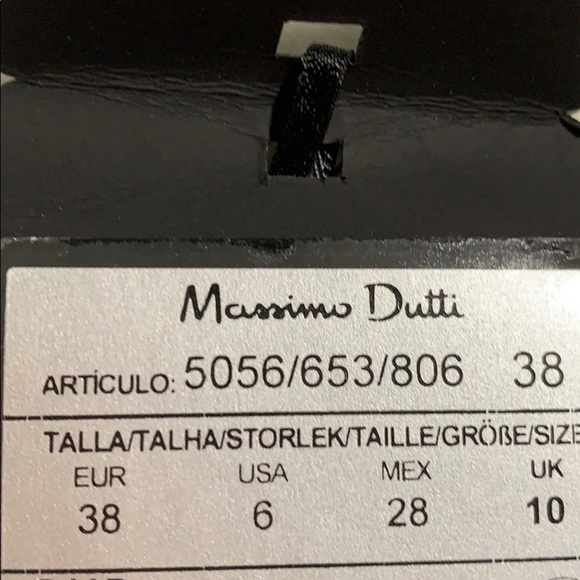 Massimo Dutti
ARTÍCULO: 5056/653/806 38
TALLA/TALHA/STORLEK/TAILLE/GRÖßE/SIZE
EUR USA MEX UK
38 6 28 10